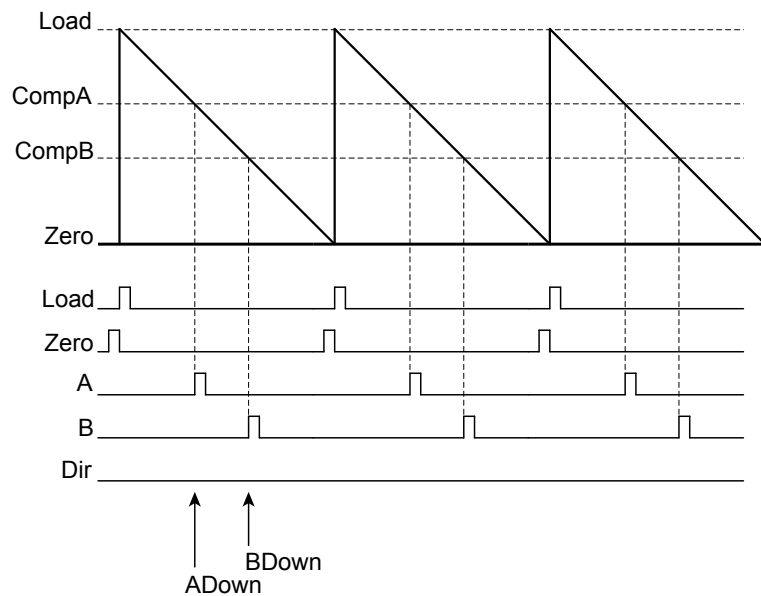 Load
CompA
CompB
Zero
Load
Zero
A
B
Dir
BDown
ADown